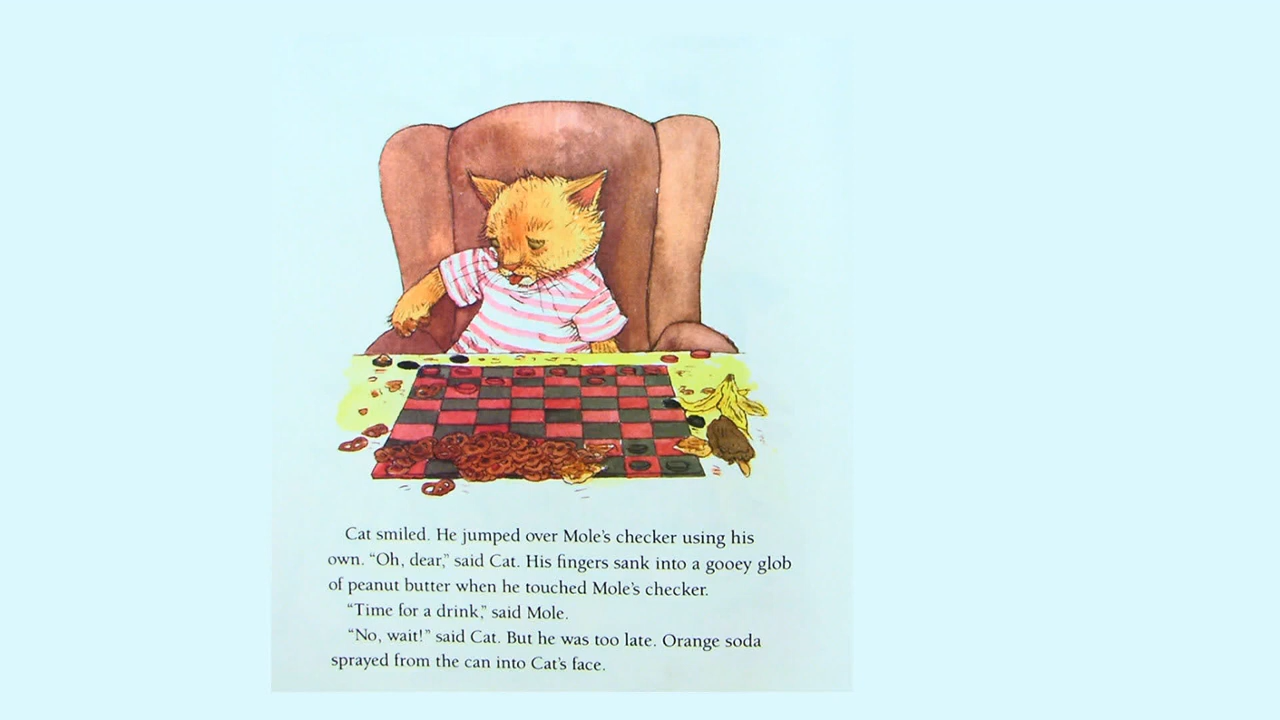 Cat smiled. He jumped over Mole's checker using his
own. “Oh, dear,” said Cat. His fingers sank into a gooey glob
of peanut butter when he touched Mole's checker.
“Time for a drink,” said Mole.
“No, wait!” said Cat. But he was too late. Orange soda
sprayed from the can into Cat's face.